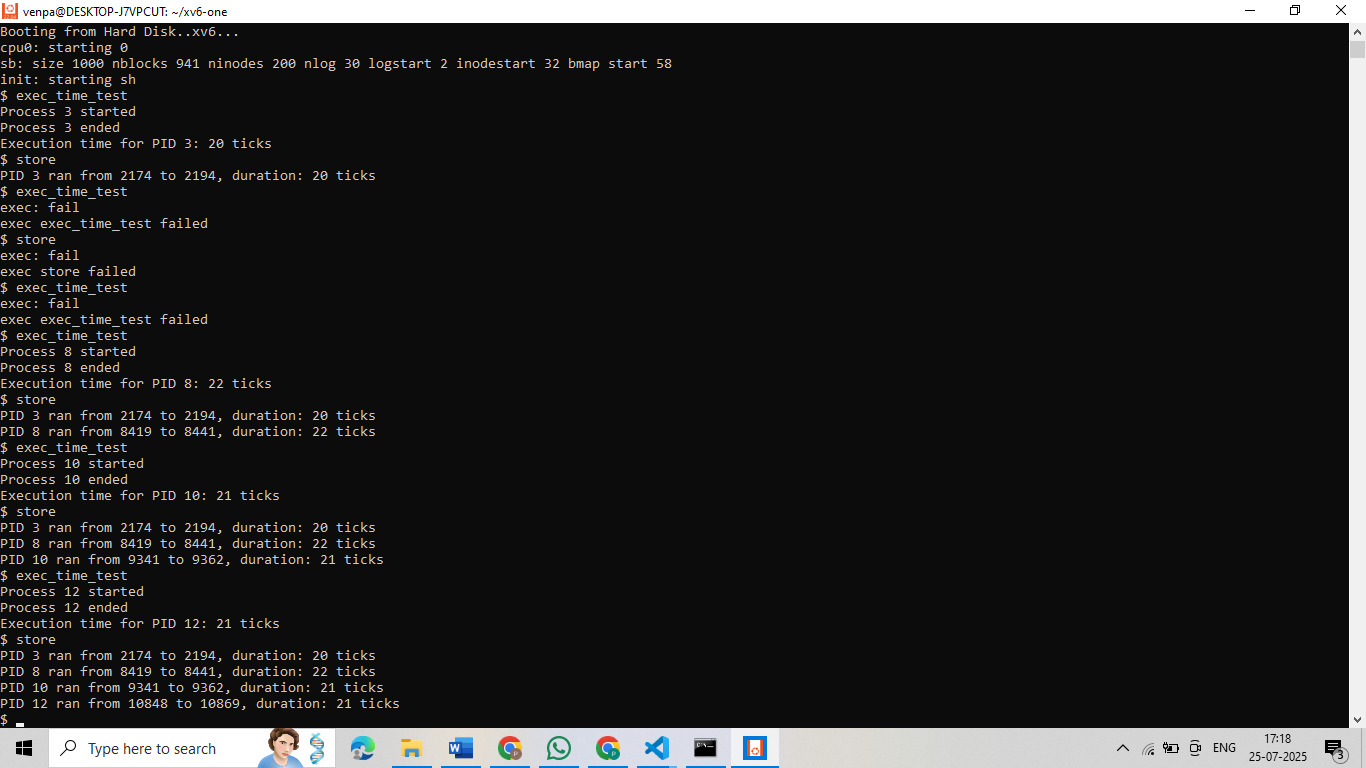 venpa@DESKTOP-J7VPCUT: ~/xv6-one
Booting from Hard Disk..xv6...
cpu0: starting 0
sb: size 1000 nblocks 941 ninodes 200 nlog 30 logstart 2 inodestart 32 bmap start 58
init: starting sh
$ exec_time_test
Process 3 started
Process 3 ended
Execution time for PID 3: 20 ticks
$ store
PID 3 ran from 2174 to 2194, duration: 20 ticks
$ exec_time_test
exec: fail
exec exec_time_test failed
$ store
exec: fail
exec store failed
$ exec_time_test
exec: fail
exec exec_time_test failed
$ exec_time_test
Process 8 started
Process 8 ended
Execution time for PID 8: 22 ticks
$ store
PID 3 ran from 2174 to 2194, duration: 20 ticks
PID 8 ran from 8419 to 8441, duration: 22 ticks
$ exec_time_test
Process 10 started
Process 10 ended
Execution time for PID 10: 21 ticks
$ store
PID 3 ran from 2174 to 2194, duration: 20 ticks
PID 8 ran from 8419 to 8441, duration: 22 ticks
PID 10 ran from 9341 to 9362, duration: 21 ticks
$ exec_time_test
Process 12 started
Process 12 ended
Execution time for PID 12: 21 ticks
$ store
PID 3 ran from 2174 to 2194, duration: 20 ticks
PID 8 ran from 8419 to 8441, duration: 22 ticks
PID 10 ran from 9341 to 9362, duration: 21 ticks
PID 12 ran from 10848 to 10869, duration: 21 ticks
$
Type here to search
ENG
17:18
25-07-2025
3